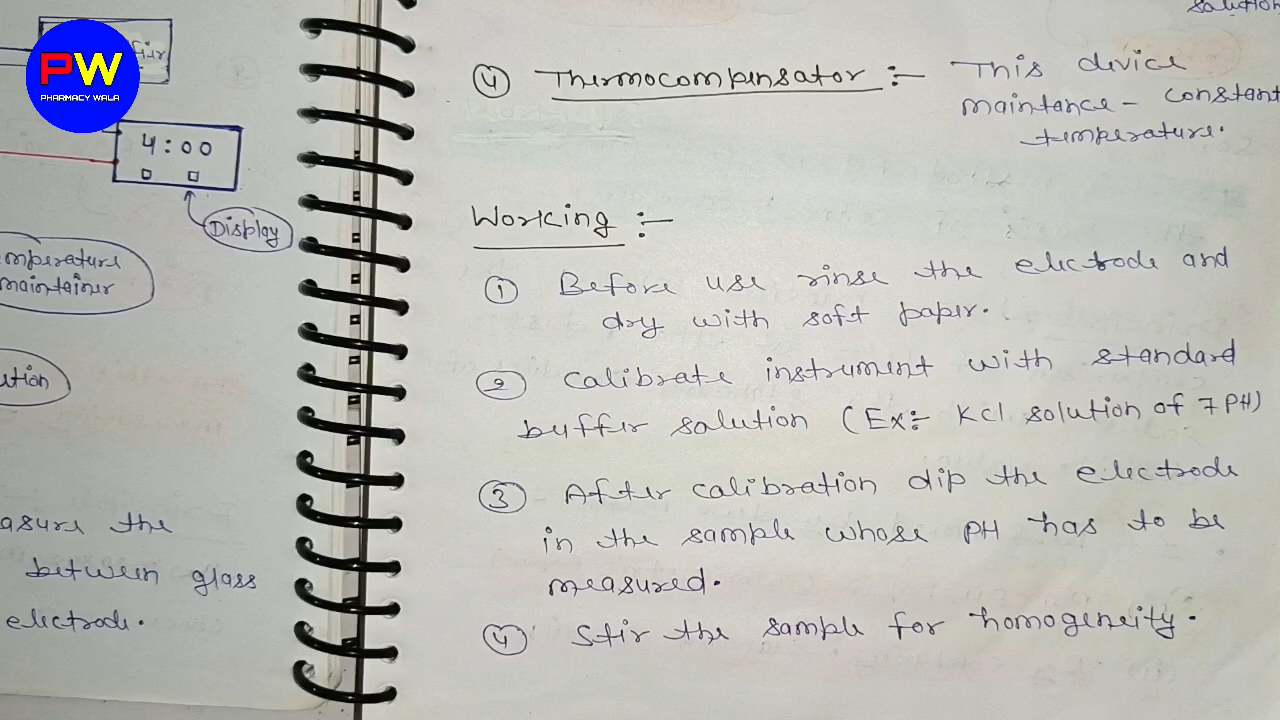 PW
PHARMACY WALA
4:00
Display
maintainer
asure the
between glass
electrode.
solution
④ Thermocompensator :- This device
maintance - constant
temperature.
Working :-
① Before use rinse the electrode and
dry with soft paper.
② calibrate instrument with standard
buffer solution (Ex:- KCl solution of 7 PH)
③ After calibration dip the electrode
in the sample whose PH has to be
measured.
④ Stir the sample for homogeneity.